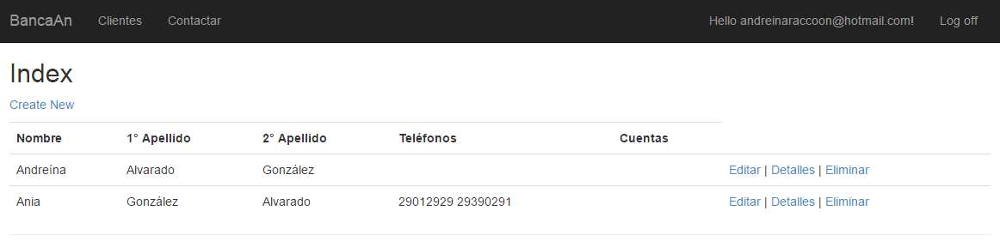 BancaAn Clientes Contactar Hello andreinaraccoon@hotmail.com! Log off
Index
Create New
Nombre 1° Apellido 2° Apellido Teléfonos Cuentas
Andreína Alvarado González Editar | Detalles | Eliminar
Ania González Alvarado 29012929 29390291 Editar | Detalles | Eliminar